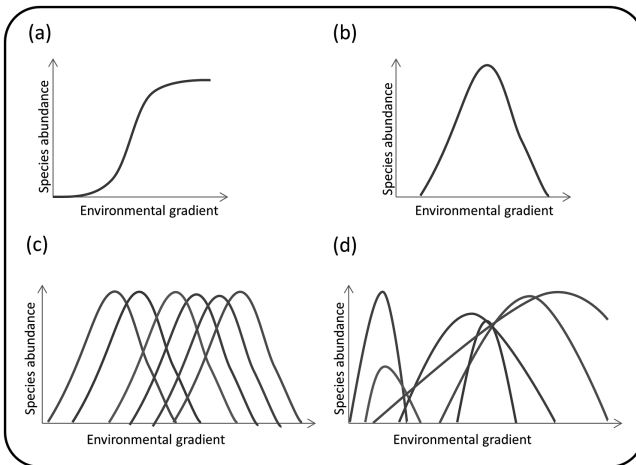 (a)
(b)
Species abundance
Species abundance
Environmental gradient
Environmental gradient
(c)
(d)
Species abundance
Species abundance
Environmental gradient
Environmental gradient